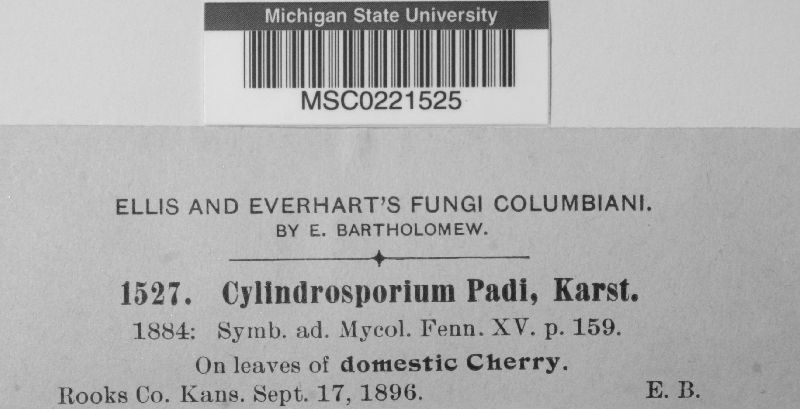 Michigan State University
MSC0221525
ELLIS AND EVERHART'S FUNGI COLUMBIANI.
BY E. BARTHOLOMEW.
1527. Cylindrosporium Padi, Karst.
1884: Symb. ad. Mycol. Fenn. XV. p. 159.
On leaves of domestic Cherry.
Rooks Co. Kans. Sept. 17, 1896. E. B.